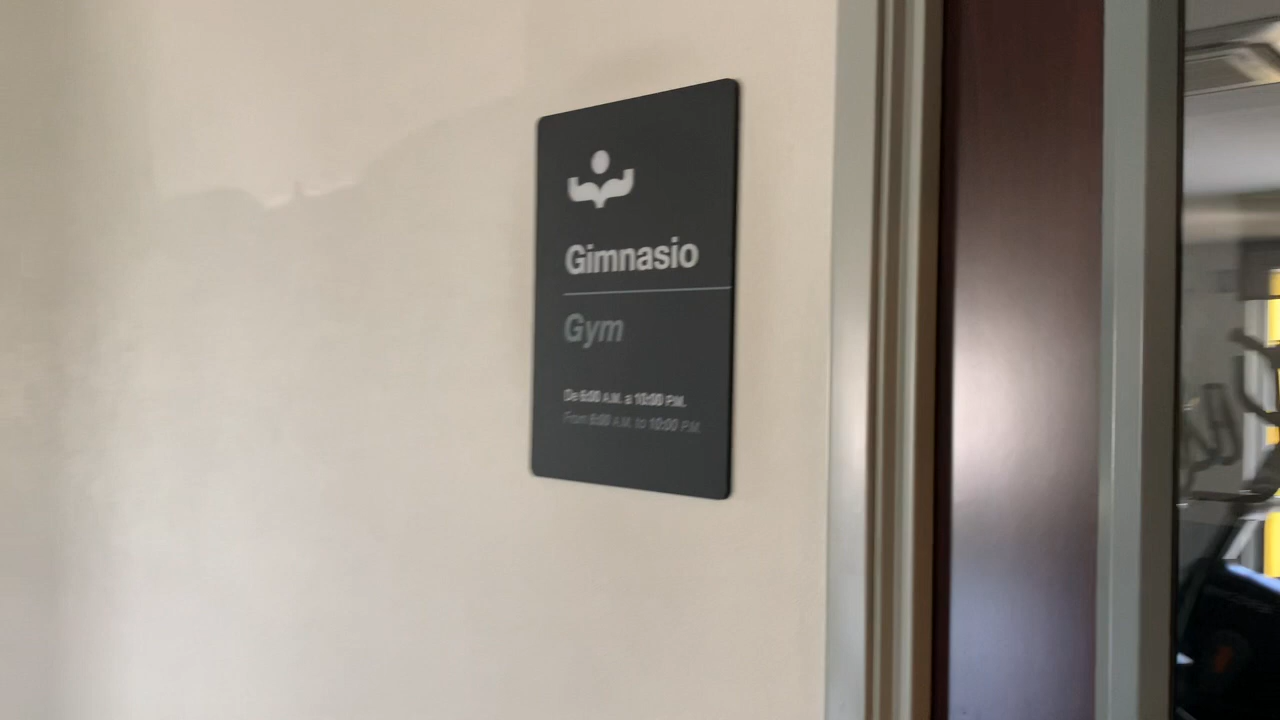 Gimnasio
Gym
De 6:00 A.M. a 10:00 P.M.
From 6:00 A.M. to 10:00 P.M.